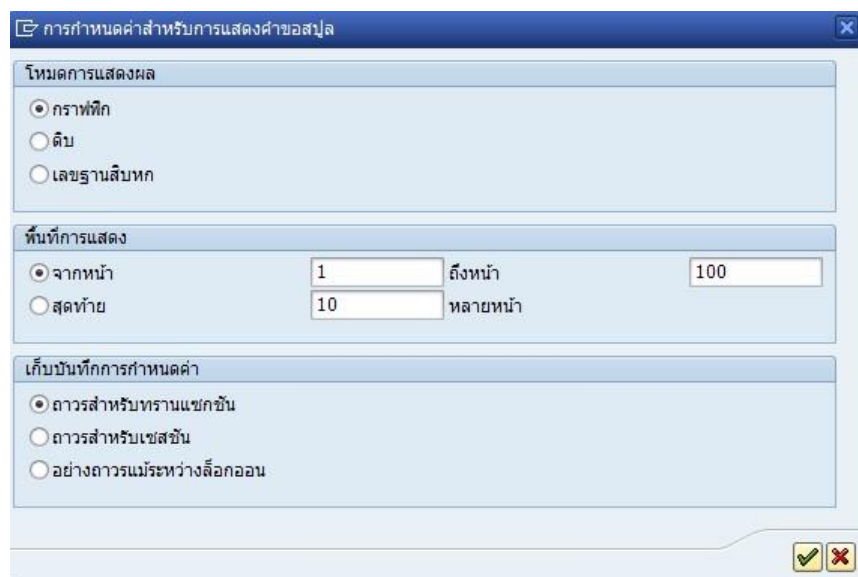 การกำหนดค่าสำหรับการแสดงคำขอสปูล
โหมดการแสดงผล
กราฟฟิก
ดิบ
เลขฐานสิบหก
พื้นที่การแสดง
จากหน้า 1 ถึงหน้า 100
สุดท้าย 10 หลายหน้า
เก็บบันทึกการกำหนดค่า
ถาวรสำหรับทรานแซกชัน
ถาวรสำหรับเซสชัน
อย่างถาวรแม้ระหว่างล็อกออน